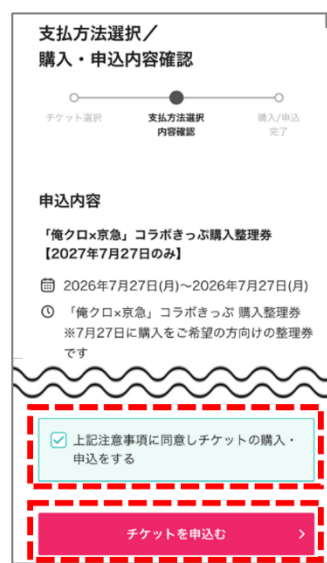 支払方法選択／
購入・申込内容確認
チケット選択
支払方法選択
内容確認
購入/申込
完了
申込内容
「俺クロ×京急」コラボきっぷ購入整理券
【2027年7月27日のみ】
2026年7月27日(月)～2026年7月27日(月)
「俺クロ×京急」コラボきっぷ 購入整理券
※7月27日に購入をご希望の方向けの整理券
です
上記注意事項に同意しチケットの購入・
申込をする
チケットを申込む